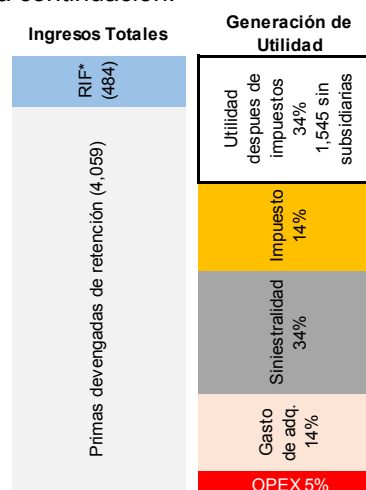 a continuación.
Ingresos Totales
Generación de
Utilidad
RIF*
(484)
Primas devengadas de retención (4,059)
Utilidad
despues de
impuestos
34%
1,545 sin
subsidiarias
Impuesto
14%
Siniestralidad
34%
Gasto
de adq.
14%
OPEX 5%